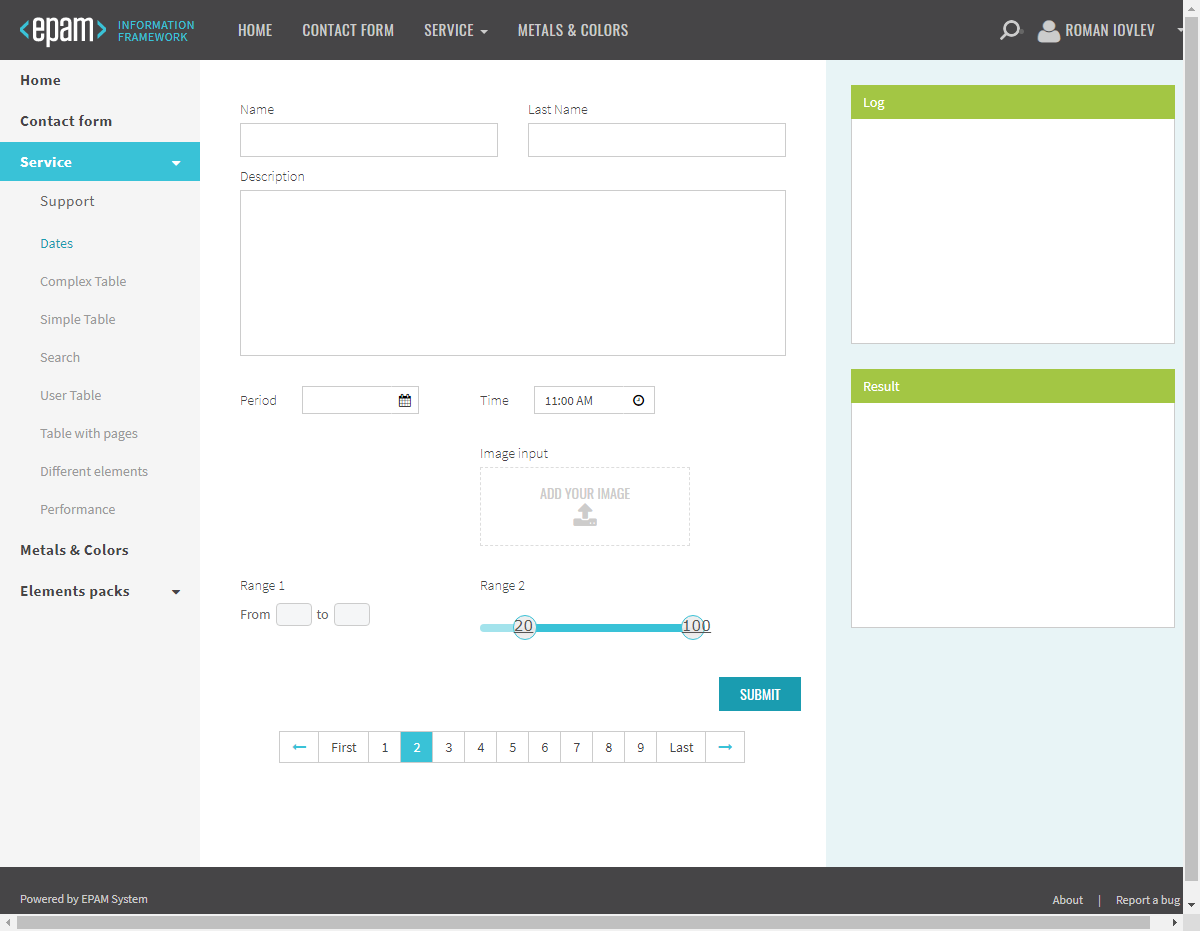 <epam> INFORMATION FRAMEWORK
HOME CONTACT FORM SERVICE METALS & COLORS ROMAN IOVLEV
Home
Contact form
Service
Support
Dates
Complex Table
Simple Table
Search
User Table
Table with pages
Different elements
Performance
Metals & Colors
Elements packs
Name Last Name
Description
Period Time 11:00 AM
Image input
ADD YOUR IMAGE
Range 1 Range 2
From to 20 100
SUBMIT
First 1 2 3 4 5 6 7 8 9 Last
Log
Result
Powered by EPAM System About | Report a bug